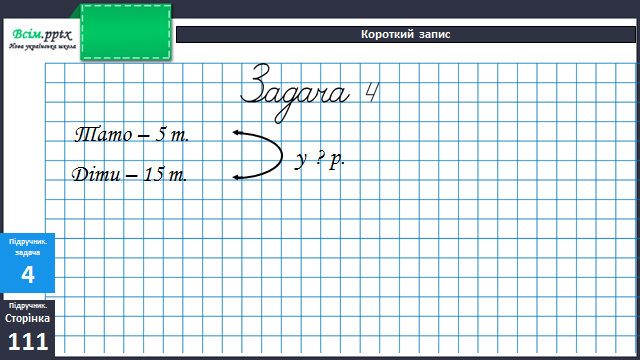 Всім.pptx
Нова українська школа
Короткий запис
Задача 4
Тато – 5 т.
у ? р.
Діти – 15 т.
Підручник.
задача
4
Підручник.
Сторінка
111